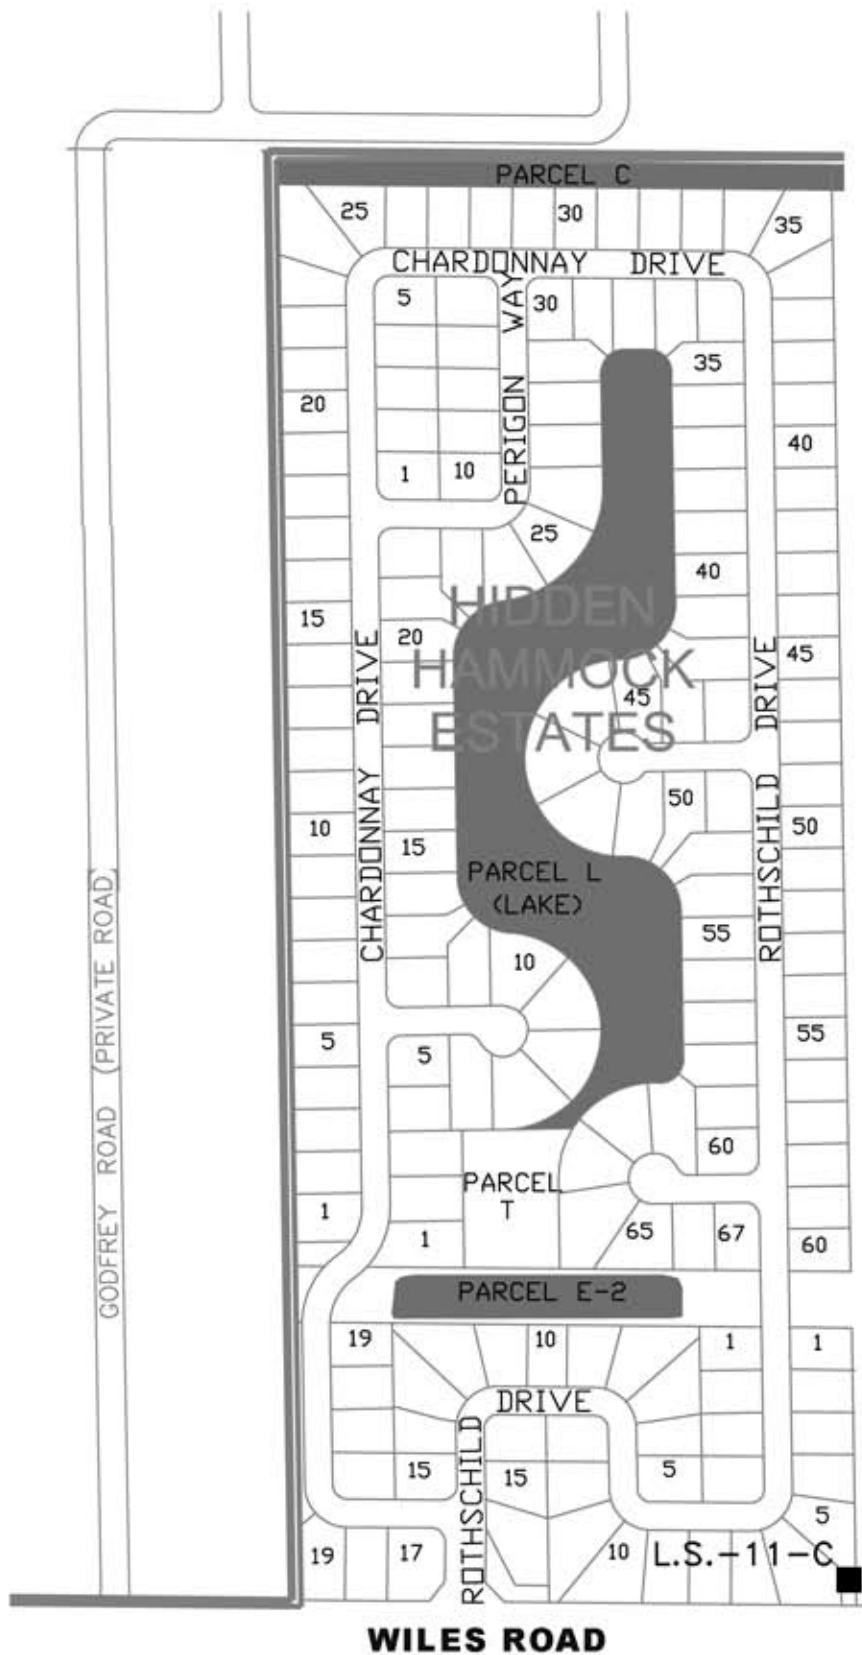 PARCEL C
25
30
35
CHARDONNAY DRIVE
5
PERIGON WAY
30
35
20
40
1
10
25
40
HIDDEN
HAMMOCK
ESTATES
15
20
CHARDONNAY DRIVE
ROTHSCHILD DRIVE
45
45
50
50
10
15
PARCEL L
(LAKE)
55
10
GODFREY ROAD (PRIVATE ROAD)
5
5
55
60
PARCEL
T
1
1
65
67
60
PARCEL E-2
19
10
1
1
ROTHSCHILD DRIVE
15
15
5
5
19
17
10
L.S.-11-C
WILES ROAD